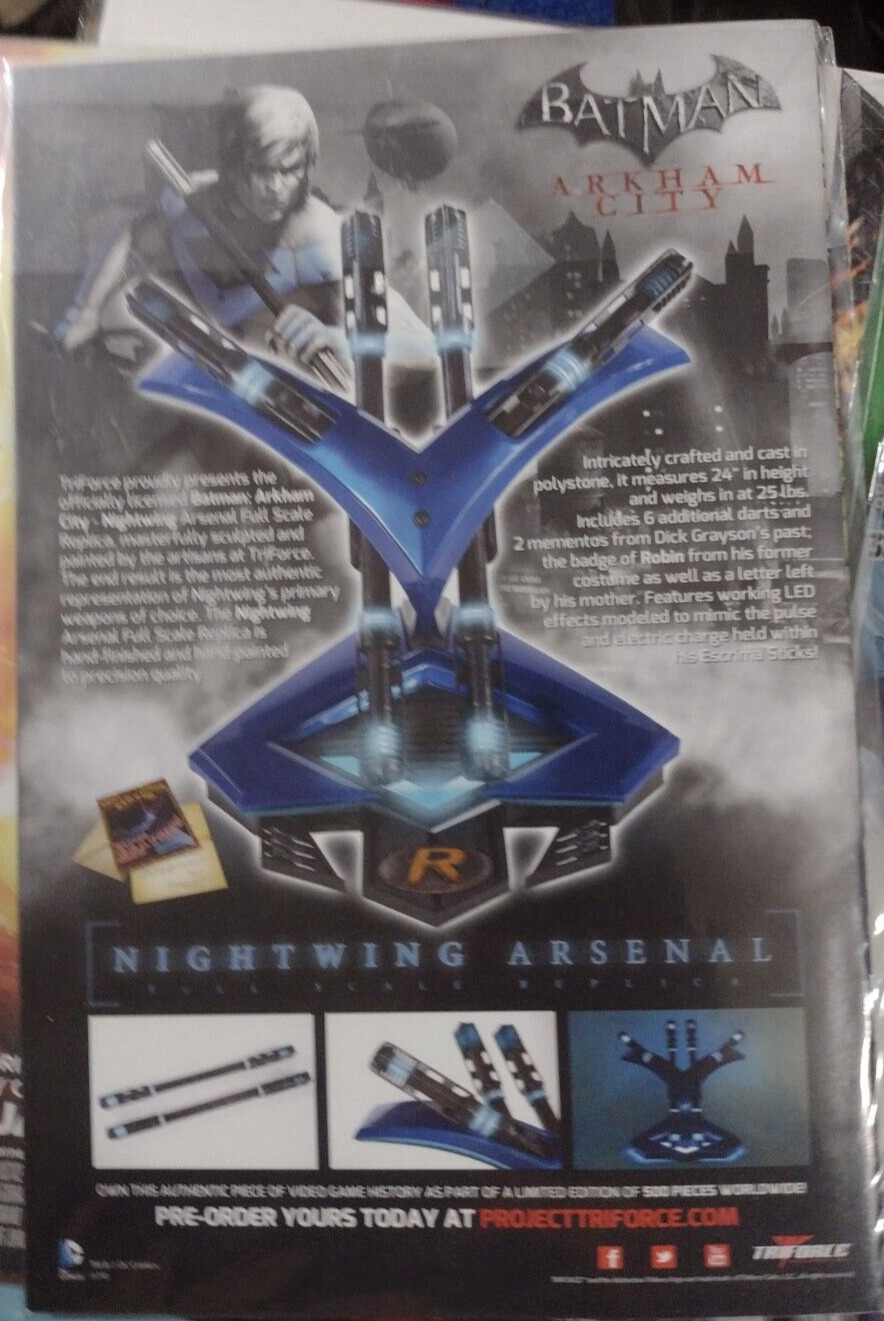 BATMAN
ARKHAM
CITY
TriForce proudly presents the
officially licensed Batman: Arkham
City - Nightwing Arsenal Full Scale
Replica, masterfully sculpted and
painted by the artisans at TriForce.
The end result is the most authentic
representation of Nightwing's primary
weapons of choice. The Nightwing
Arsenal Full Scale Replica is
hand-finished and hand-painted
to precision quality.
Intricately crafted and cast in
polystone, it measures 24" in height
and weighs in at 25 lbs.
Includes 6 additional darts and
2 mementos from Dick Grayson's past;
the badge of Robin from his former
costume as well as a letter left
by his mother. Features working LED
effects modeled to mimic the pulse
and electric charge held within
his Escrima Sticks!
R
NIGHTWING ARSENAL
FULL SCALE REPLICA
OWN THIS AUTHENTIC PIECE OF VIDEO GAME HISTORY AS PART OF A LIMITED EDITION OF 500 PIECES WORLDWIDE!
PRE-ORDER YOURS TODAY AT PROJECTTRIFORCE.COM
TRIFORCE